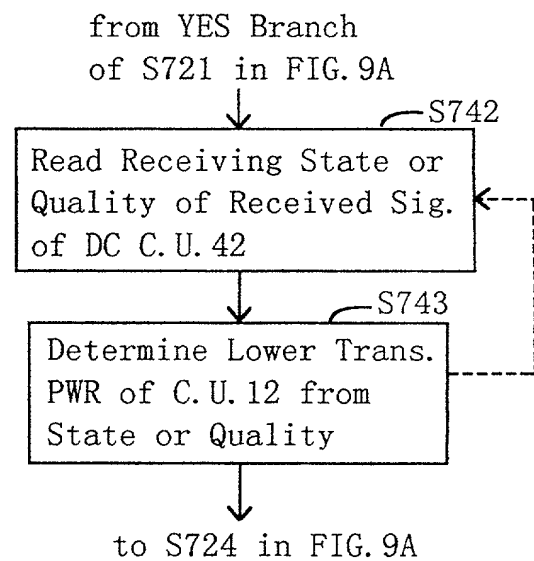 from YES Branch
of S721 in FIG. 9A
S742
Read Receiving State or
Quality of Received Sig.
of DC C. U. 42
S743
Determine Lower Trans.
PWR of C. U. 12 from
State or Quality
to S724 in FIG. 9A